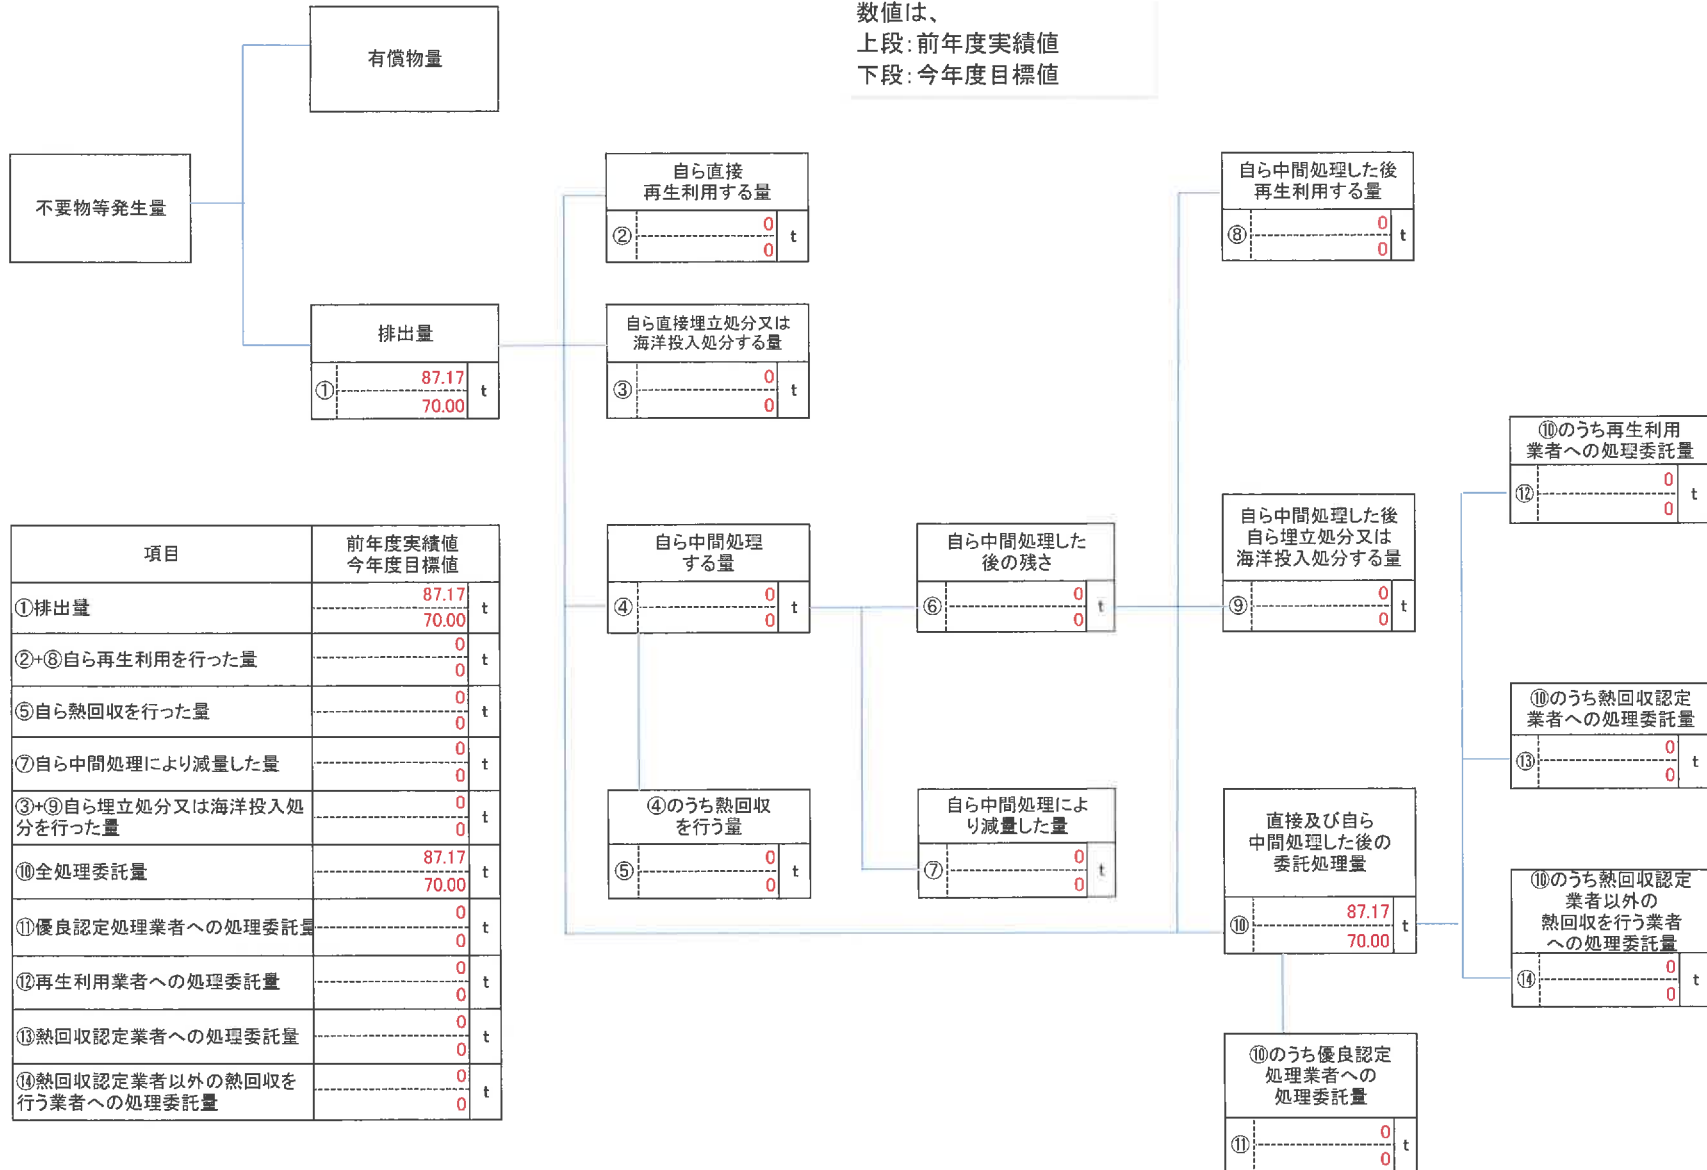 数値は、
上段:前年度実績値
下段:今年度目標値
有償物量
不要物等発生量
排出量
①
87.17
70.00
t
自ら直接
再生利用する量
②
0
0
t
自ら直接埋立処分又は
海洋投入処分する量
③
0
0
t
自ら中間処理
する量
④
0
0
t
④のうち熱回収
を行う量
⑤
0
0
t
自ら中間処理した
後の残さ
⑥
0
0
t
自ら中間処理によ
り減量した量
⑦
0
0
t
自ら中間処理した後
再生利用する量
⑧
0
0
t
自ら中間処理した後
自ら埋立処分又は
海洋投入処分する量
⑨
0
0
t
直接及び自ら
中間処理した後の
委託処理量
⑩
87.17
70.00
t
⑩のうち優良認定
処理業者への
処理委託量
⑪
0
0
t
⑩のうち再生利用
業者への処理委託量
⑫
0
0
t
⑩のうち熱回収認定
業者への処理委託量
⑬
0
0
t
⑩のうち熱回収認定
業者以外の
熱回収を行う業者
への処理委託量
⑭
0
0
t
項目
前年度実績値
今年度目標値
①排出量
87.17
70.00
t
②+⑧自ら再生利用を行った量
0
0
t
⑤自ら熱回収を行った量
0
0
t
⑦自ら中間処理により減量した量
0
0
t
③+⑨自ら埋立処分又は海洋投入処
分を行った量
0
0
t
⑩全処理委託量
87.17
70.00
t
⑪優良認定処理業者への処理委託量
0
0
t
⑫再生利用業者への処理委託量
0
0
t
⑬熱回収認定業者への処理委託量
0
0
t
⑭熱回収認定業者以外の熱回収を
行う業者への処理委託量
0
0
t